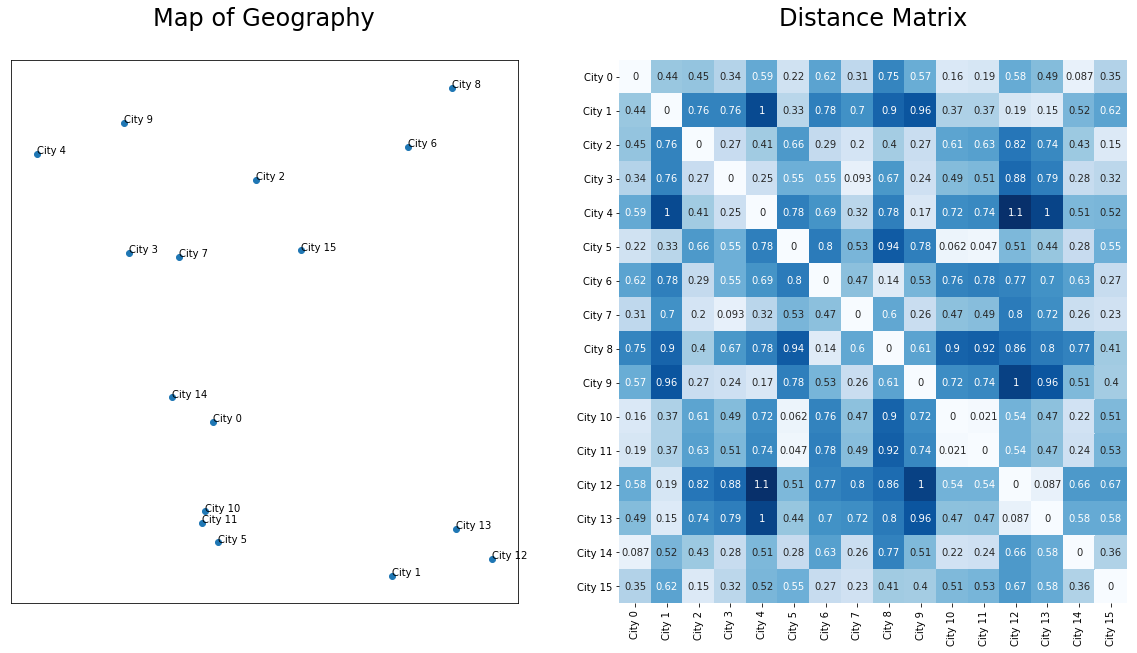 Map of Geography
City 8
City 9
City 6
City 4
City 2
City 15
City 3
City 7
City 14
City 0
City 10
City 11
City 13
City 5
City 12
City 1
Distance Matrix
City 0 0 0.44 0.45 0.34 0.59 0.22 0.62 0.31 0.75 0.57 0.16 0.19 0.58 0.49 0.087 0.35
City 1 0.44 0 0.76 0.76 1 0.33 0.78 0.7 0.9 0.96 0.37 0.37 0.19 0.15 0.52 0.62
City 2 0.45 0.76 0 0.27 0.41 0.66 0.29 0.2 0.4 0.27 0.61 0.63 0.82 0.74 0.43 0.15
City 3 0.34 0.76 0.27 0 0.25 0.55 0.55 0.093 0.67 0.24 0.49 0.51 0.88 0.79 0.28 0.32
City 4 0.59 1 0.41 0.25 0 0.78 0.69 0.32 0.78 0.17 0.72 0.74 1.1 1 0.51 0.52
City 5 0.22 0.33 0.66 0.55 0.78 0 0.8 0.53 0.94 0.78 0.062 0.047 0.51 0.44 0.28 0.55
City 6 0.62 0.78 0.29 0.55 0.69 0.8 0 0.47 0.14 0.53 0.76 0.78 0.77 0.7 0.63 0.27
City 7 0.31 0.7 0.2 0.093 0.32 0.53 0.47 0 0.6 0.26 0.47 0.49 0.8 0.72 0.26 0.23
City 8 0.75 0.9 0.4 0.67 0.78 0.94 0.14 0.6 0 0.61 0.9 0.92 0.86 0.8 0.77 0.41
City 9 0.57 0.96 0.27 0.24 0.17 0.78 0.53 0.26 0.61 0 0.72 0.74 1 0.96 0.51 0.4
City 10 0.16 0.37 0.61 0.49 0.72 0.062 0.76 0.47 0.9 0.72 0 0.021 0.54 0.47 0.22 0.51
City 11 0.19 0.37 0.63 0.51 0.74 0.047 0.78 0.49 0.92 0.74 0.021 0 0.54 0.47 0.24 0.53
City 12 0.58 0.19 0.82 0.88 1.1 0.51 0.77 0.8 0.86 1 0.54 0.54 0 0.087 0.66 0.67
City 13 0.49 0.15 0.74 0.79 1 0.44 0.7 0.72 0.8 0.96 0.47 0.47 0.087 0 0.58 0.58
City 14 0.087 0.52 0.43 0.28 0.51 0.28 0.63 0.26 0.77 0.51 0.22 0.24 0.66 0.58 0 0.36
City 15 0.35 0.62 0.15 0.32 0.52 0.55 0.27 0.23 0.41 0.4 0.51 0.53 0.67 0.58 0.36 0
City 0 City 1 City 2 City 3 City 4 City 5 City 6 City 7 City 8 City 9 City 10 City 11 City 12 City 13 City 14 City 15